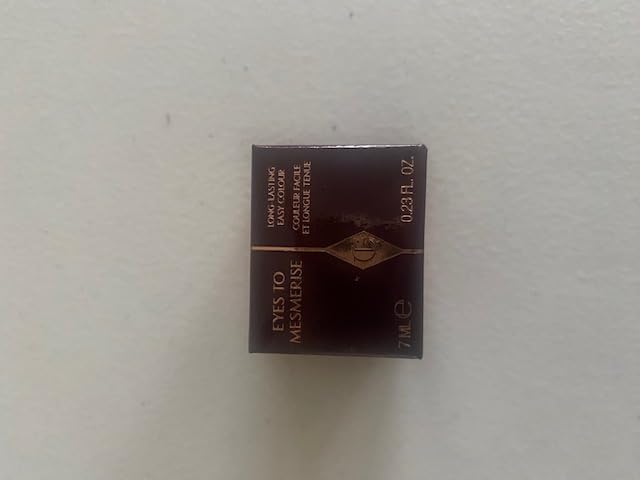 EYES TO
MESMERISE
LONG-LASTING
EASY COLOUR
COULEUR FACILE
ET LONGUE TENUE
7 ML e 0.23 FL. OZ.